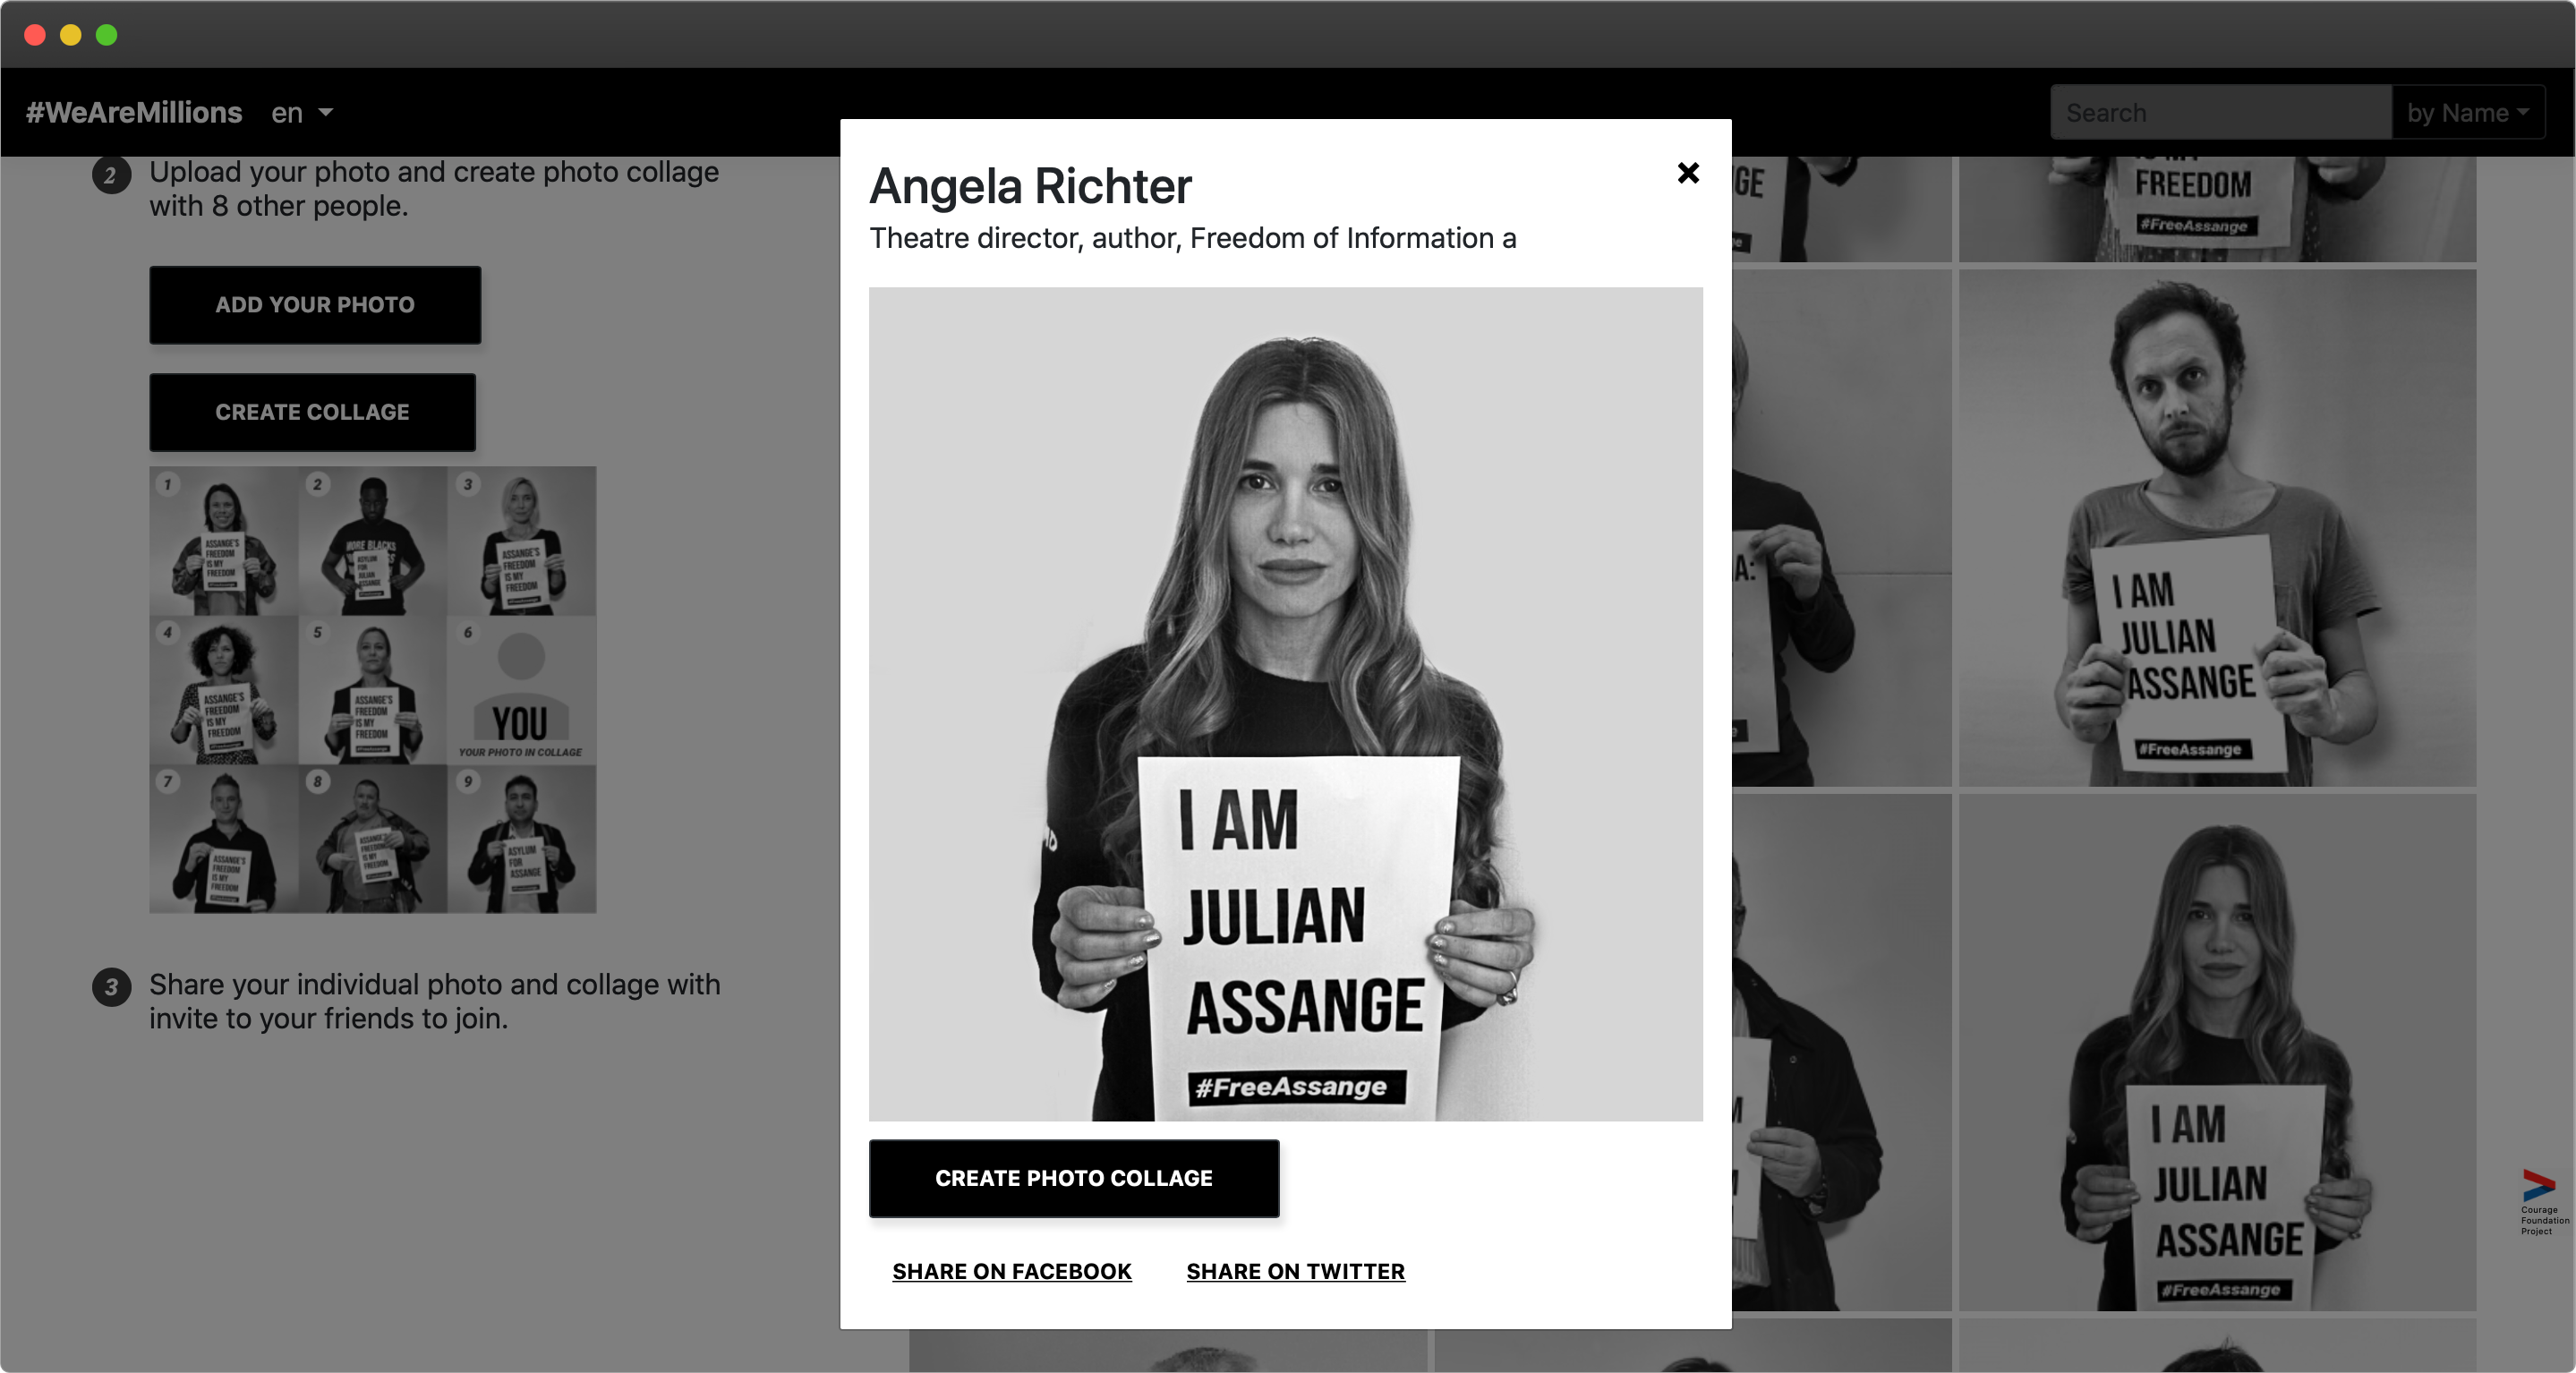 #WeAreMillions en
Search by Name
2 Upload your photo and create photo collage
with 8 other people.
ADD YOUR PHOTO
CREATE COLLAGE
1 2 3
ASSANGE'S
FREEDOM
IS MY
FREEDOM
MORE BLACKS
ASYLUM
FOR
JULIAN
ASSANGE
ASSANGE'S
FREEDOM
IS MY
FREEDOM
4 5 6
ASSANGE'S
FREEDOM
IS MY
FREEDOM
ASSANGE'S
FREEDOM
IS MY
FREEDOM
YOU
YOUR PHOTO IN COLLAGE
7 8 9
ASSANGE'S
FREEDOM
IS MY
FREEDOM
ASSANGE'S
FREEDOM
IS MY
FREEDOM
ASYLUM
FOR
ASSANGE
3 Share your individual photo and collage with
invite to your friends to join.
Angela Richter
Theatre director, author, Freedom of Information a
I AM
JULIAN
ASSANGE
#FreeAssange
CREATE PHOTO COLLAGE
SHARE ON FACEBOOK SHARE ON TWITTER
GE
IS MY
FREEDOM
#FreeAssange
A:
I AM
JULIAN
ASSANGE
#FreeAssange
I AM
JULIAN
ASSANGE
#FreeAssange
Courage
Foundation
Project